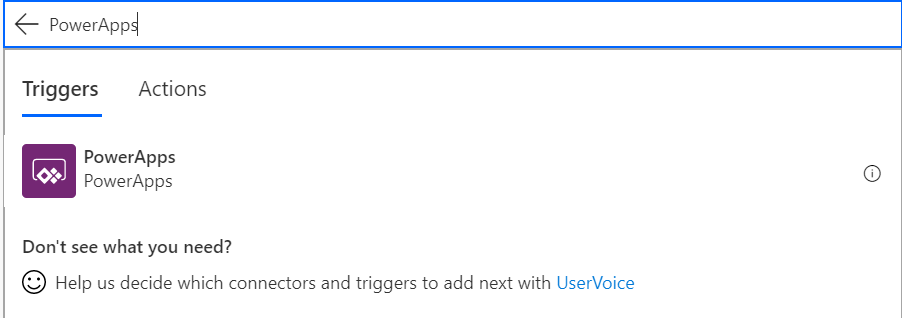 PowerApps
Triggers Actions
PowerApps
PowerApps
Don't see what you need?
Help us decide which connectors and triggers to add next with UserVoice